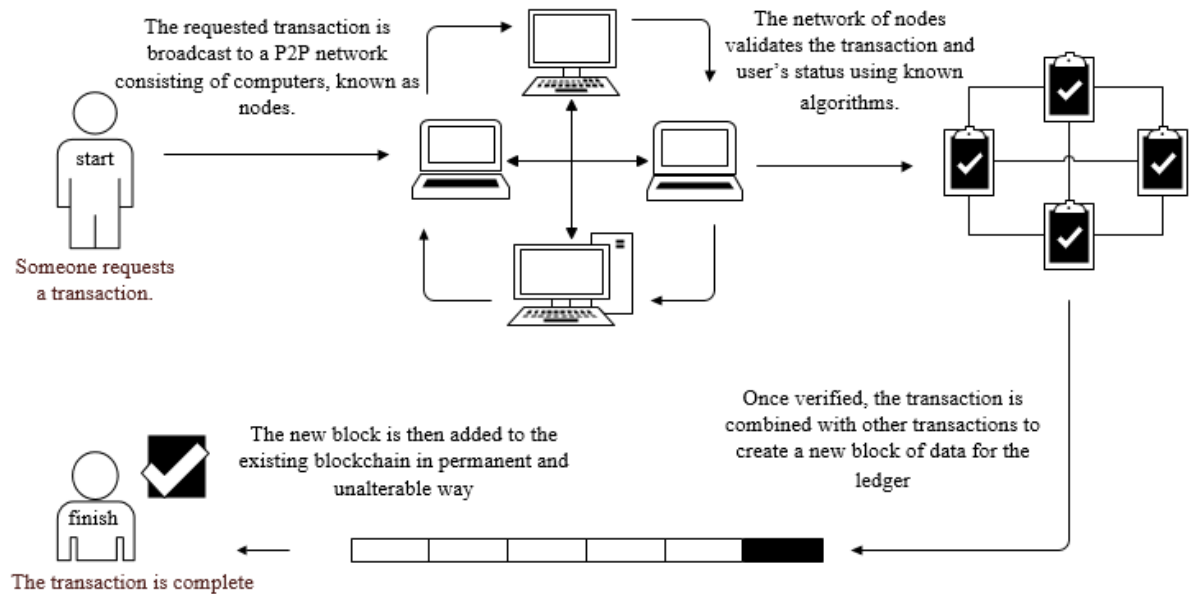 The requested transaction is
broadcast to a P2P network
consisting of computers, known as
nodes.
The network of nodes
validates the transaction and
user's status using known
algorithms.
start
Someone requests
a transaction.
Once verified, the transaction is
combined with other transactions to
create a new block of data for the
ledger
The new block is then added to the
existing blockchain in permanent and
unalterable way
finish
The transaction is complete